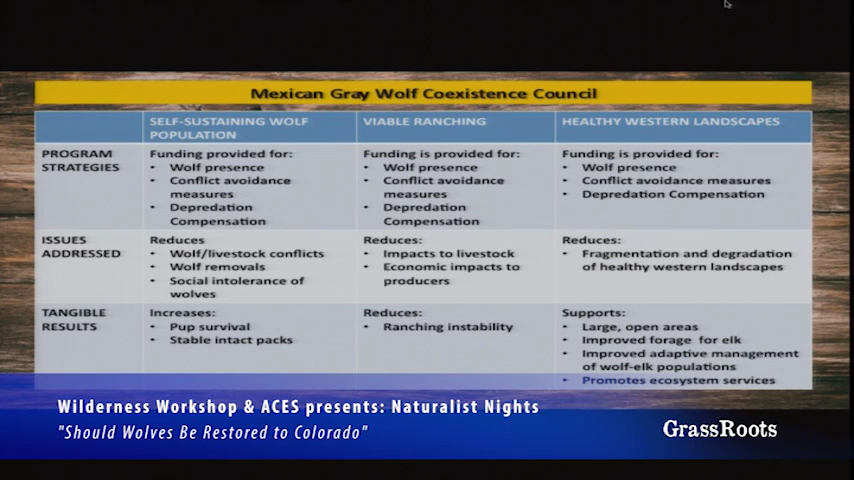 Mexican Gray Wolf Coexistence Council
SELF-SUSTAINING WOLF
POPULATION
VIABLE RANCHING
HEALTHY WESTERN LANDSCAPES
PROGRAM
STRATEGIES
Funding provided for:
• Wolf presence
• Conflict avoidance
measures
• Depredation
Compensation
Funding is provided for:
• Wolf presence
• Conflict avoidance
measures
• Depredation
Compensation
Funding is provided for:
• Wolf presence
• Conflict avoidance measures
• Depredation Compensation
ISSUES
ADDRESSED
Reduces
• Wolf/livestock conflicts
• Wolf removals
• Social intolerance of
wolves
Reduces:
• Impacts to livestock
• Economic impacts to
producers
Reduces:
• Fragmentation and degradation
of healthy western landscapes
TANGIBLE
RESULTS
Increases:
• Pup survival
• Stable intact packs
Reduces:
• Ranching instability
Supports:
• Large, open areas
• Improved forage for elk
• Improved adaptive management
of wolf-elk populations
• Promotes ecosystem services
Wilderness Workshop & ACES presents: Naturalist Nights
"Should Wolves Be Restored to Colorado"
GrassRoots